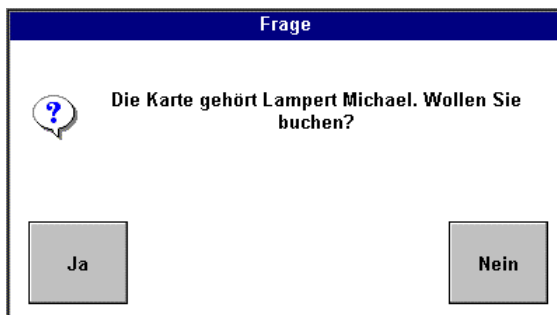 Frage
Die Karte gehört Lampert Michael. Wollen Sie
buchen?
Ja
Nein